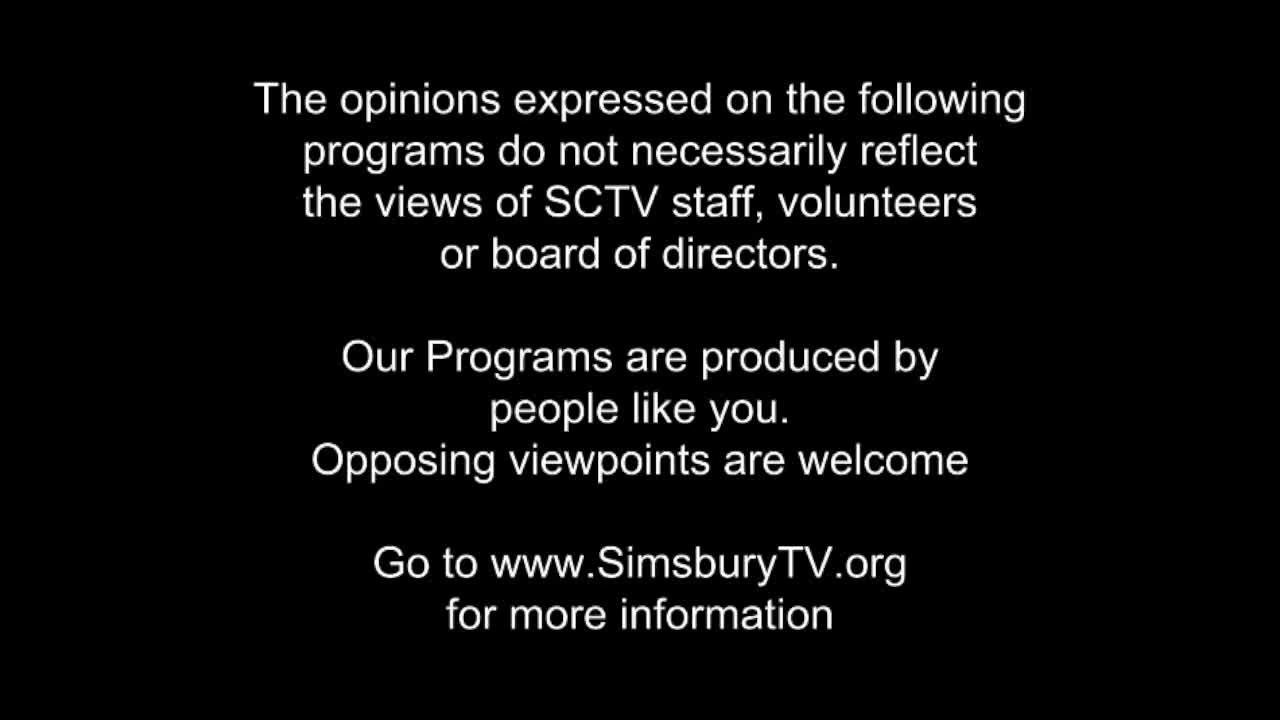 The opinions expressed on the following
programs do not necessarily reflect
the views of SCTV staff, volunteers
or board of directors.
Our Programs are produced by
people like you.
Opposing viewpoints are welcome
Go to www.SimsburyTV.org
for more information